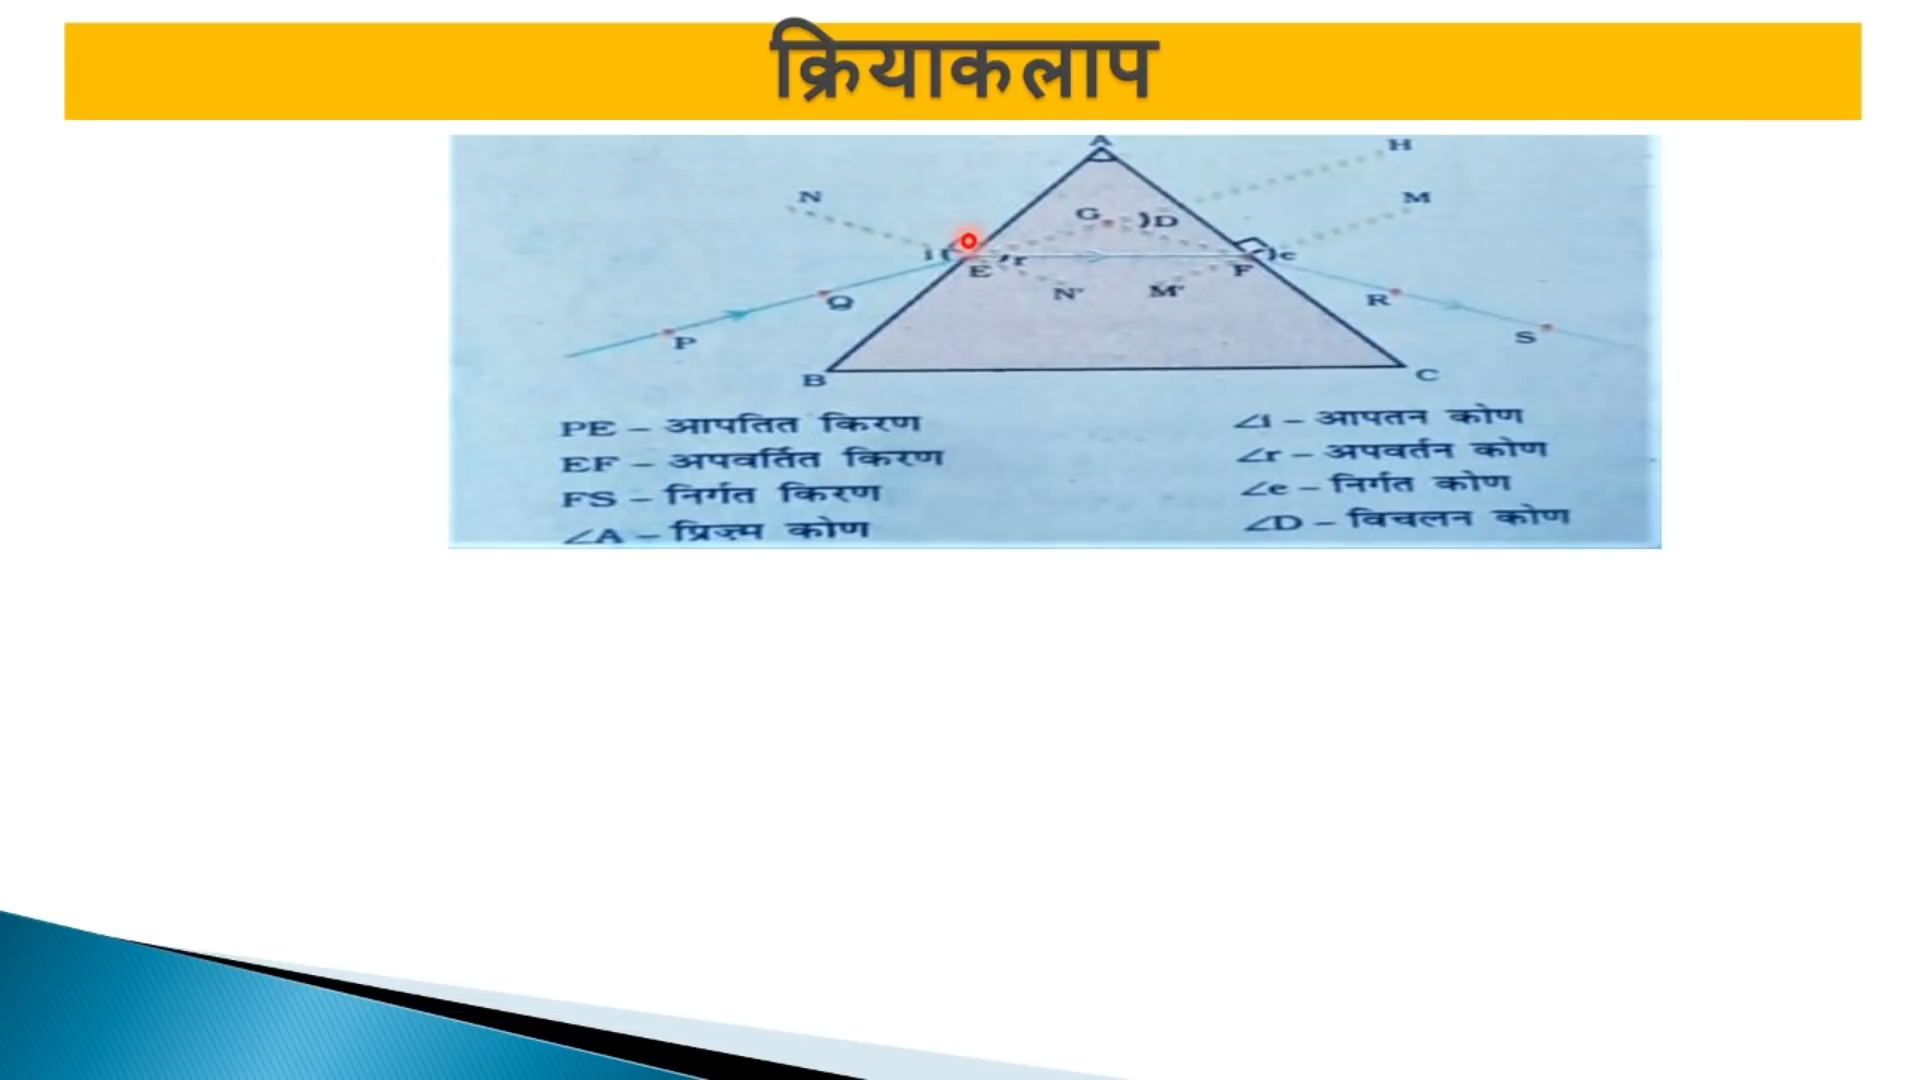 क्रियाकलाप
A
H
N
M
G
D
i
E
r
F
e
N'
M'
Q
R
P
S
B
C
PE – आपतित किरण
∠i – आपतन कोण
EF – अपवर्तित किरण
∠r – अपवर्तन कोण
FS – निर्गत किरण
∠e – निर्गत कोण
∠A – प्रिज़्म कोण
∠D – विचलन कोण